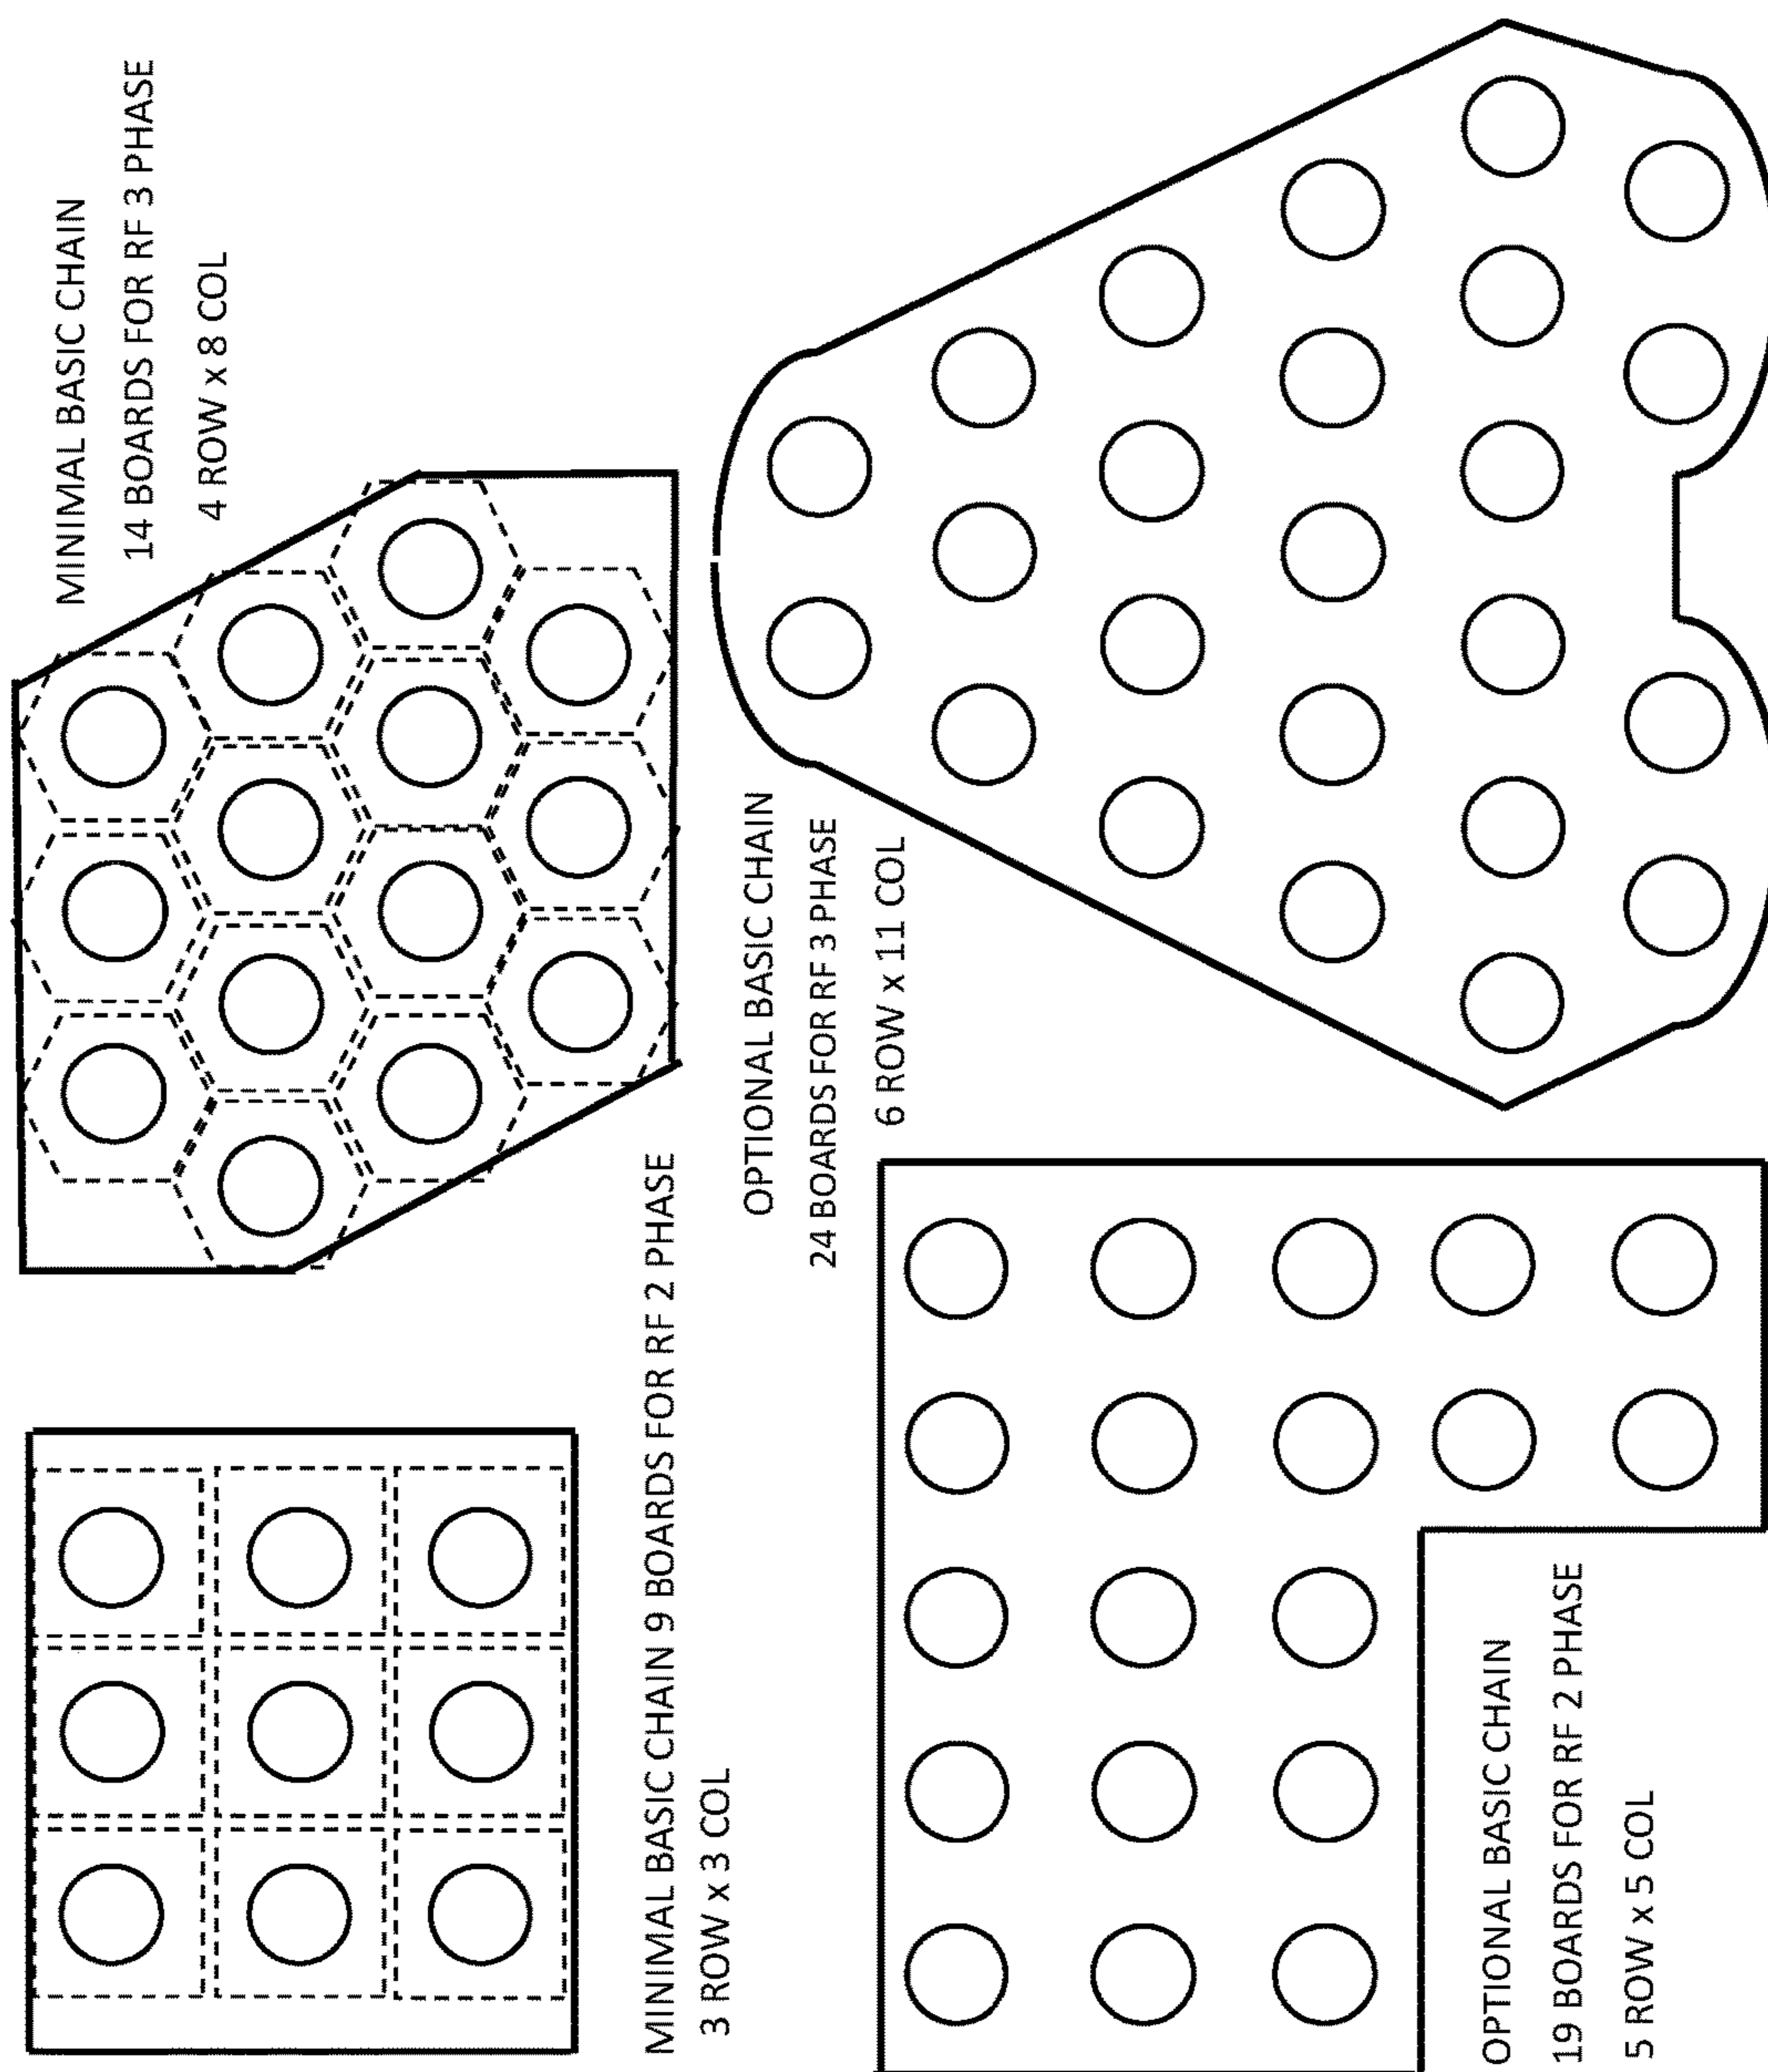 MINIMAL BASIC CHAIN 9 BOARDS FOR RF 2 PHASE
3 ROW x 3 COL
MINIMAL BASIC CHAIN
14 BOARDS FOR RF 3 PHASE
4 ROW x 8 COL
OPTIONAL BASIC CHAIN
19 BOARDS FOR RF 2 PHASE
5 ROW x 5 COL
OPTIONAL BASIC CHAIN
24 BOARDS FOR RF 3 PHASE
6 ROW x 11 COL